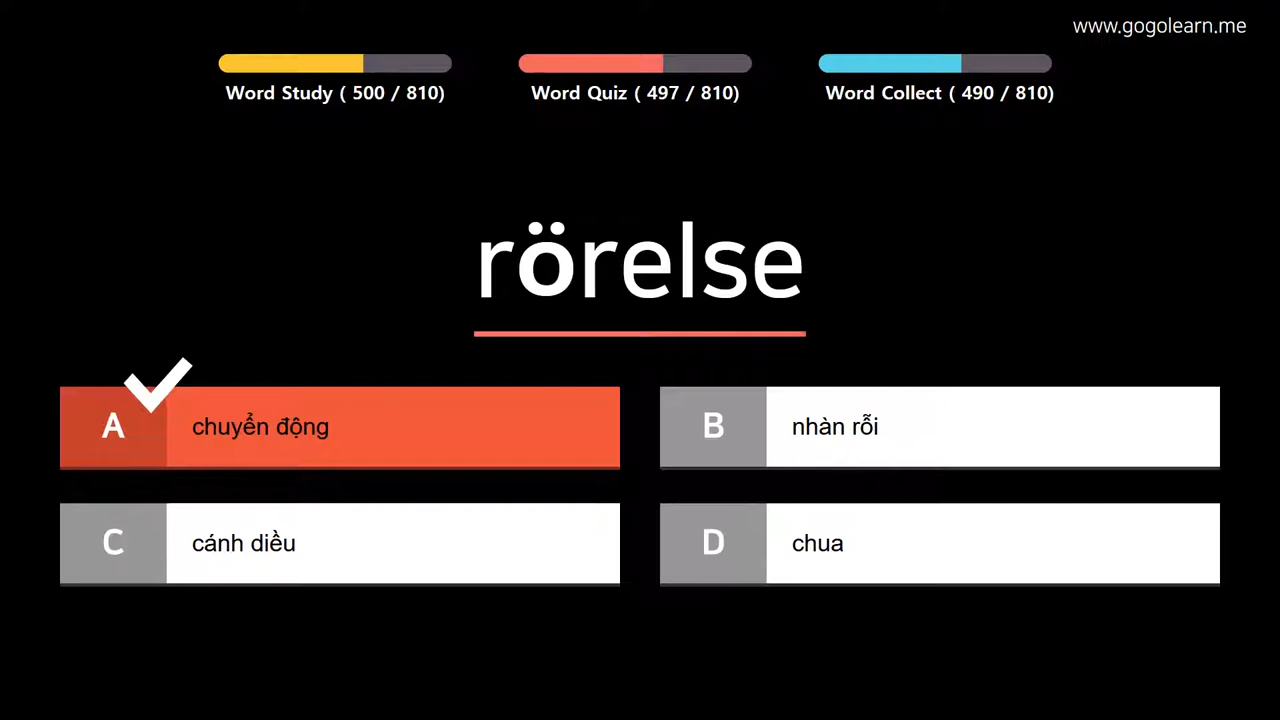 www.gogolearn.me
Word Study ( 500 / 810)
Word Quiz ( 497 / 810)
Word Collect ( 490 / 810)
rörelse
A chuyển động
B nhàn rỗi
C cánh diều
D chua